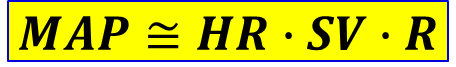 MAP ≅ HR · SV · R